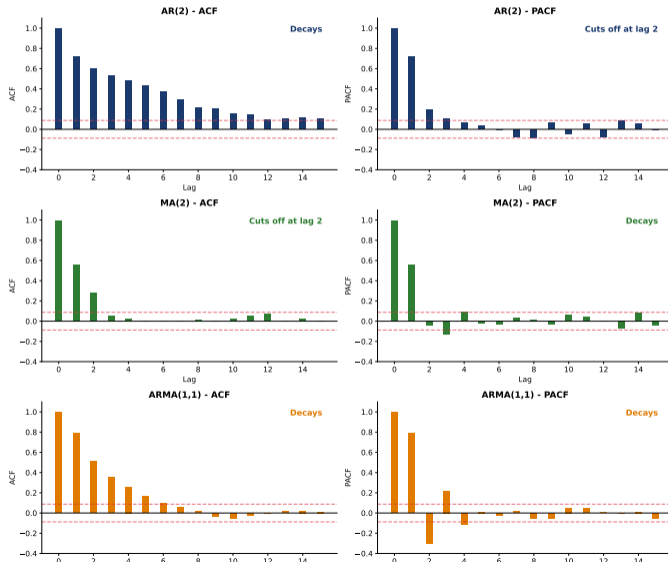 AR(2) - ACF
Decays
ACF
1.0
0.8
0.6
0.4
0.2
0.0
−0.2
−0.4
0 2 4 6 8 10 12 14
Lag
AR(2) - PACF
Cuts off at lag 2
PACF
1.0
0.8
0.6
0.4
0.2
0.0
−0.2
−0.4
0 2 4 6 8 10 12 14
Lag
MA(2) - ACF
Cuts off at lag 2
ACF
1.0
0.8
0.6
0.4
0.2
0.0
−0.2
−0.4
0 2 4 6 8 10 12 14
Lag
MA(2) - PACF
Decays
PACF
1.0
0.8
0.6
0.4
0.2
0.0
−0.2
−0.4
0 2 4 6 8 10 12 14
Lag
ARMA(1,1) - ACF
Decays
ACF
1.0
0.8
0.6
0.4
0.2
0.0
−0.2
−0.4
0 2 4 6 8 10 12 14
ARMA(1,1) - PACF
Decays
PACF
1.0
0.8
0.6
0.4
0.2
0.0
−0.2
−0.4
0 2 4 6 8 10 12 14